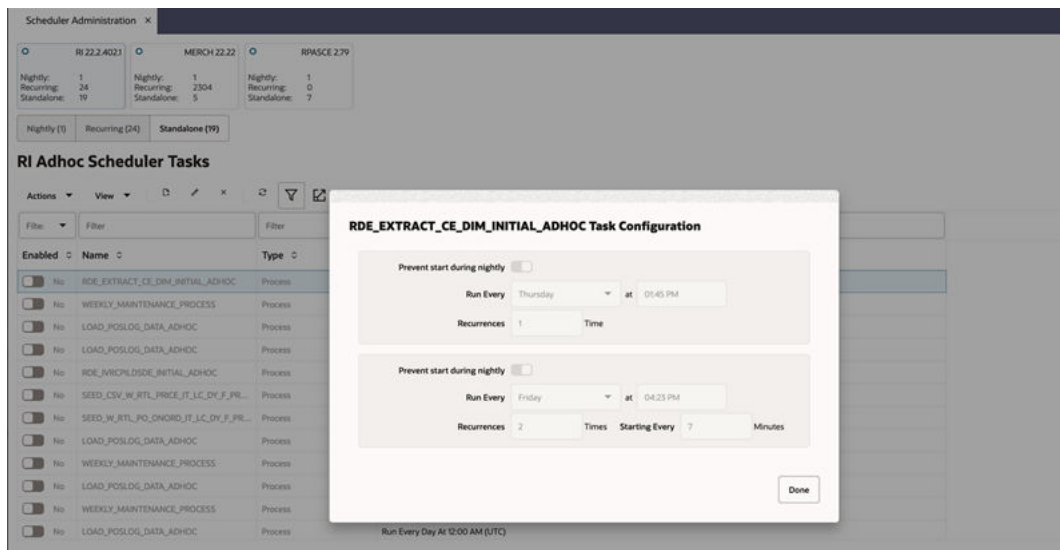 Scheduler Administration ×
RI 22.2.402.1 MERCH 22.22 RPASCE 2.79
Nightly: 1 Nightly: 1 Nightly: 1
Recurring: 24 Recurring: 2304 Recurring: 0
Standalone: 19 Standalone: 5 Standalone: 7
Nightly (1) Recurring (24) Standalone (19)
RI Adhoc Scheduler Tasks
Actions View
Filter Filter
Enabled Name Type
No RDE_EXTRACT_CE_DIM_INITIAL_ADHOC Process
No WEEKLY_MAINTENANCE_PROCESS Process
No LOAD_POSLOG_DATA_ADHOC Process
No LOAD_POSLOG_DATA_ADHOC Process
No RDE_IVRCPILDSDE_INITIAL_ADHOC Process
No SEED_CSV_W_RTL_PRICE_IT_LC_DY_F_PR... Process
No SEED_W_RTL_PO_ONORD_IT_LC_DY_F_PR... Process
No LOAD_POSLOG_DATA_ADHOC Process
No WEEKLY_MAINTENANCE_PROCESS Process
No LOAD_POSLOG_DATA_ADHOC Process
No WEEKLY_MAINTENANCE_PROCESS Process
No LOAD_POSLOG_DATA_ADHOC Process Run Every Day At 12:00 AM (UTC)
RDE_EXTRACT_CE_DIM_INITIAL_ADHOC Task Configuration
Prevent start during nightly
Run Every Thursday at 01:45 PM
Recurrences 1 Time
Prevent start during nightly
Run Every Friday at 04:23 PM
Recurrences 2 Times Starting Every 7 Minutes
Done